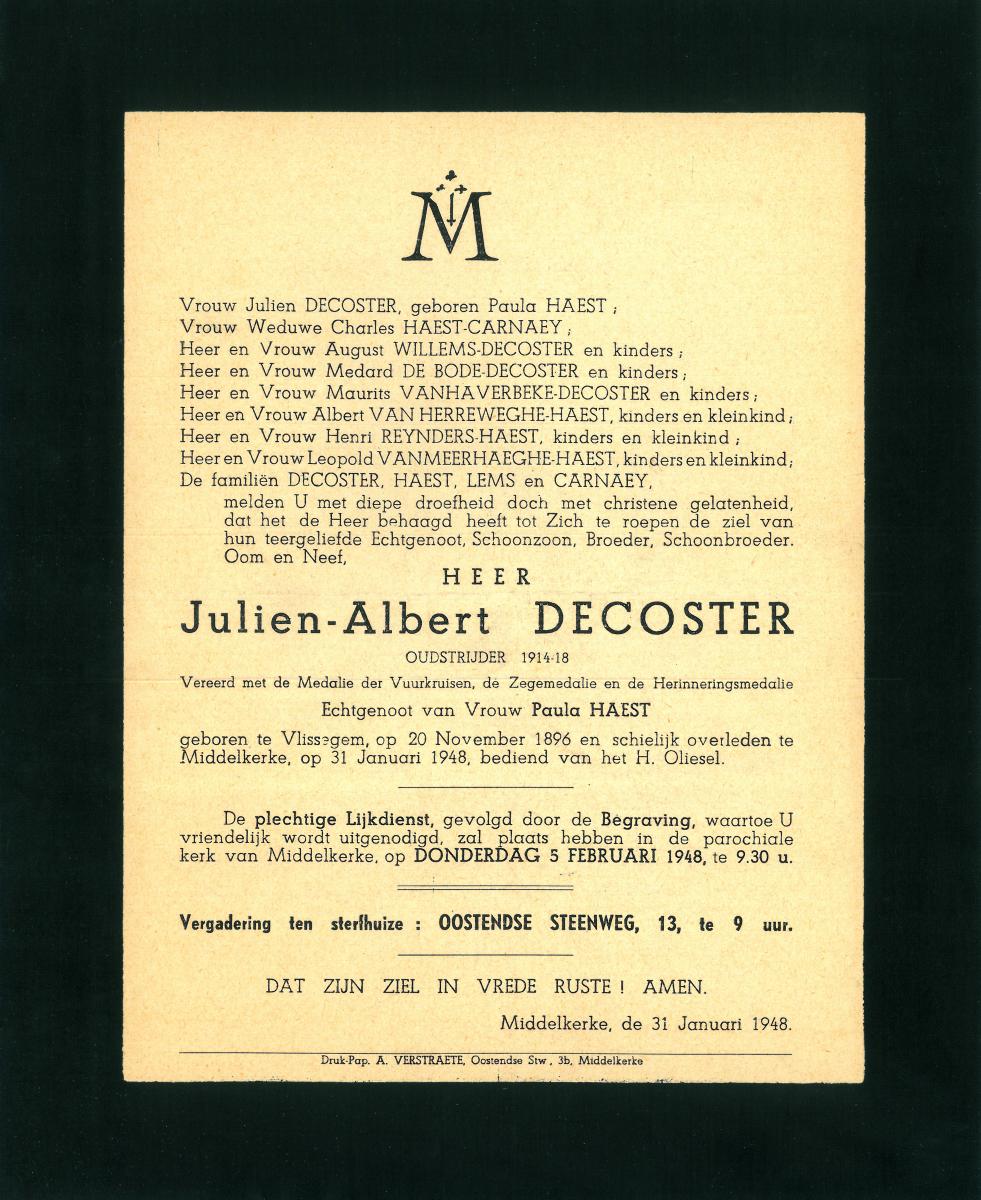 M
Vrouw Julien DECOSTER, geboren Paula HAEST ;
Vrouw Weduwe Charles HAEST-CARNAEY ;
Heer en Vrouw August WILLEMS-DECOSTER en kinders ;
Heer en Vrouw Medard DE BODE-DECOSTER en kinders ;
Heer en Vrouw Maurits VANHAVERBEKE-DECOSTER en kinders ;
Heer en Vrouw Albert VAN HERREWEGHE-HAEST, kinders en kleinkind ;
Heer en Vrouw Henri REYNDERS-HAEST, kinders en kleinkind ;
Heer en Vrouw Leopold VANMEERHAEGHE-HAEST, kinders en kleinkind ;
De familiën DECOSTER, HAEST, LEMS en CARNAEY,
melden U met diepe droefheid doch met christene gelatenheid,
dat het de Heer behaagd heeft tot Zich te roepen de ziel van
hun teergeliefde Echtgenoot, Schoonzoon, Broeder, Schoonbroeder.
Oom en Neef,
HEER
Julien-Albert DECOSTER
OUDSTRIJDER 1914-18
Vereerd met de Medalie der Vuurkruisen, de Zegemedalie en de Herinneringsmedalie
Echtgenoot van Vrouw Paula HAEST
geboren te Vlissegem, op 20 November 1896 en schielijk overleden te
Middelkerke, op 31 Januari 1948, bediend van het H. Oliesel.
De plechtige Lijkdienst, gevolgd door de Begraving, waartoe U
vriendelijk wordt uitgenodigd, zal plaats hebben in de parochiale
kerk van Middelkerke, op DONDERDAG 5 FEBRUARI 1948, te 9.30 u.
Vergadering ten sterfhuize : OOSTENDSE STEENWEG, 13, te 9 uur.
DAT ZIJN ZIEL IN VREDE RUSTE ! AMEN.
Middelkerke, de 31 Januari 1948.
Druk-Pap. A. VERSTRAETE, Oostendse Stw, 3b, Middelkerke